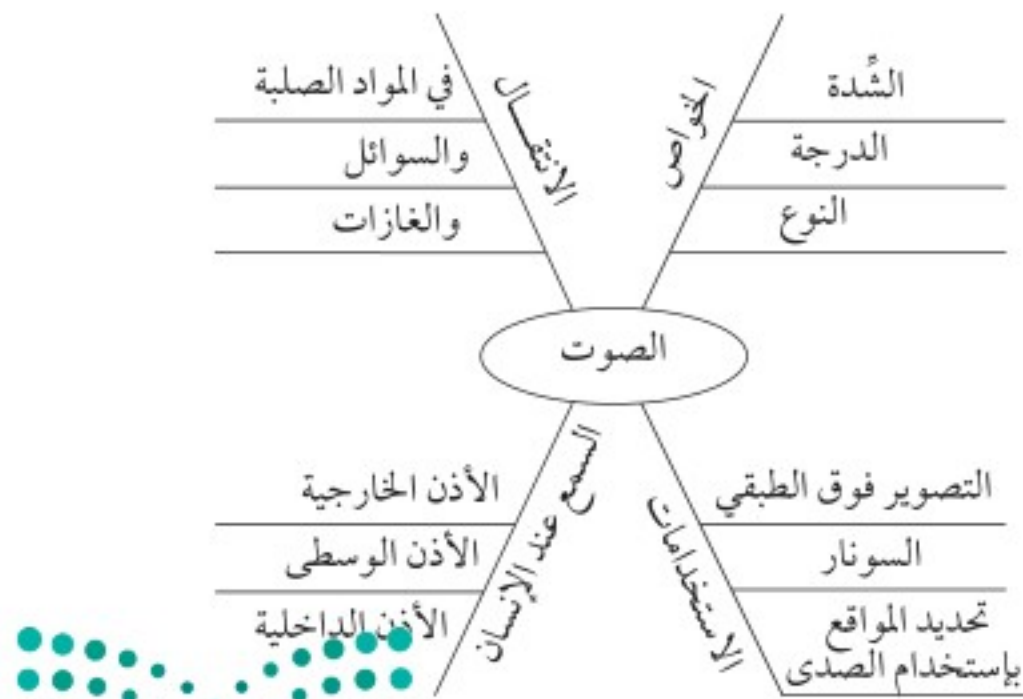 الخواص
الشِّدة
الدرجة
النوع
الانتقال
في المواد الصلبة
والسوائل
والغازات
الصوت
الاستخدامات
التصوير فوق الطبقي
السونار
تحديد المواقع
بإستخدام الصدى
السمع عند الإنسان
الأذن الخارجية
الأذن الوسطى
الأذن الداخلية